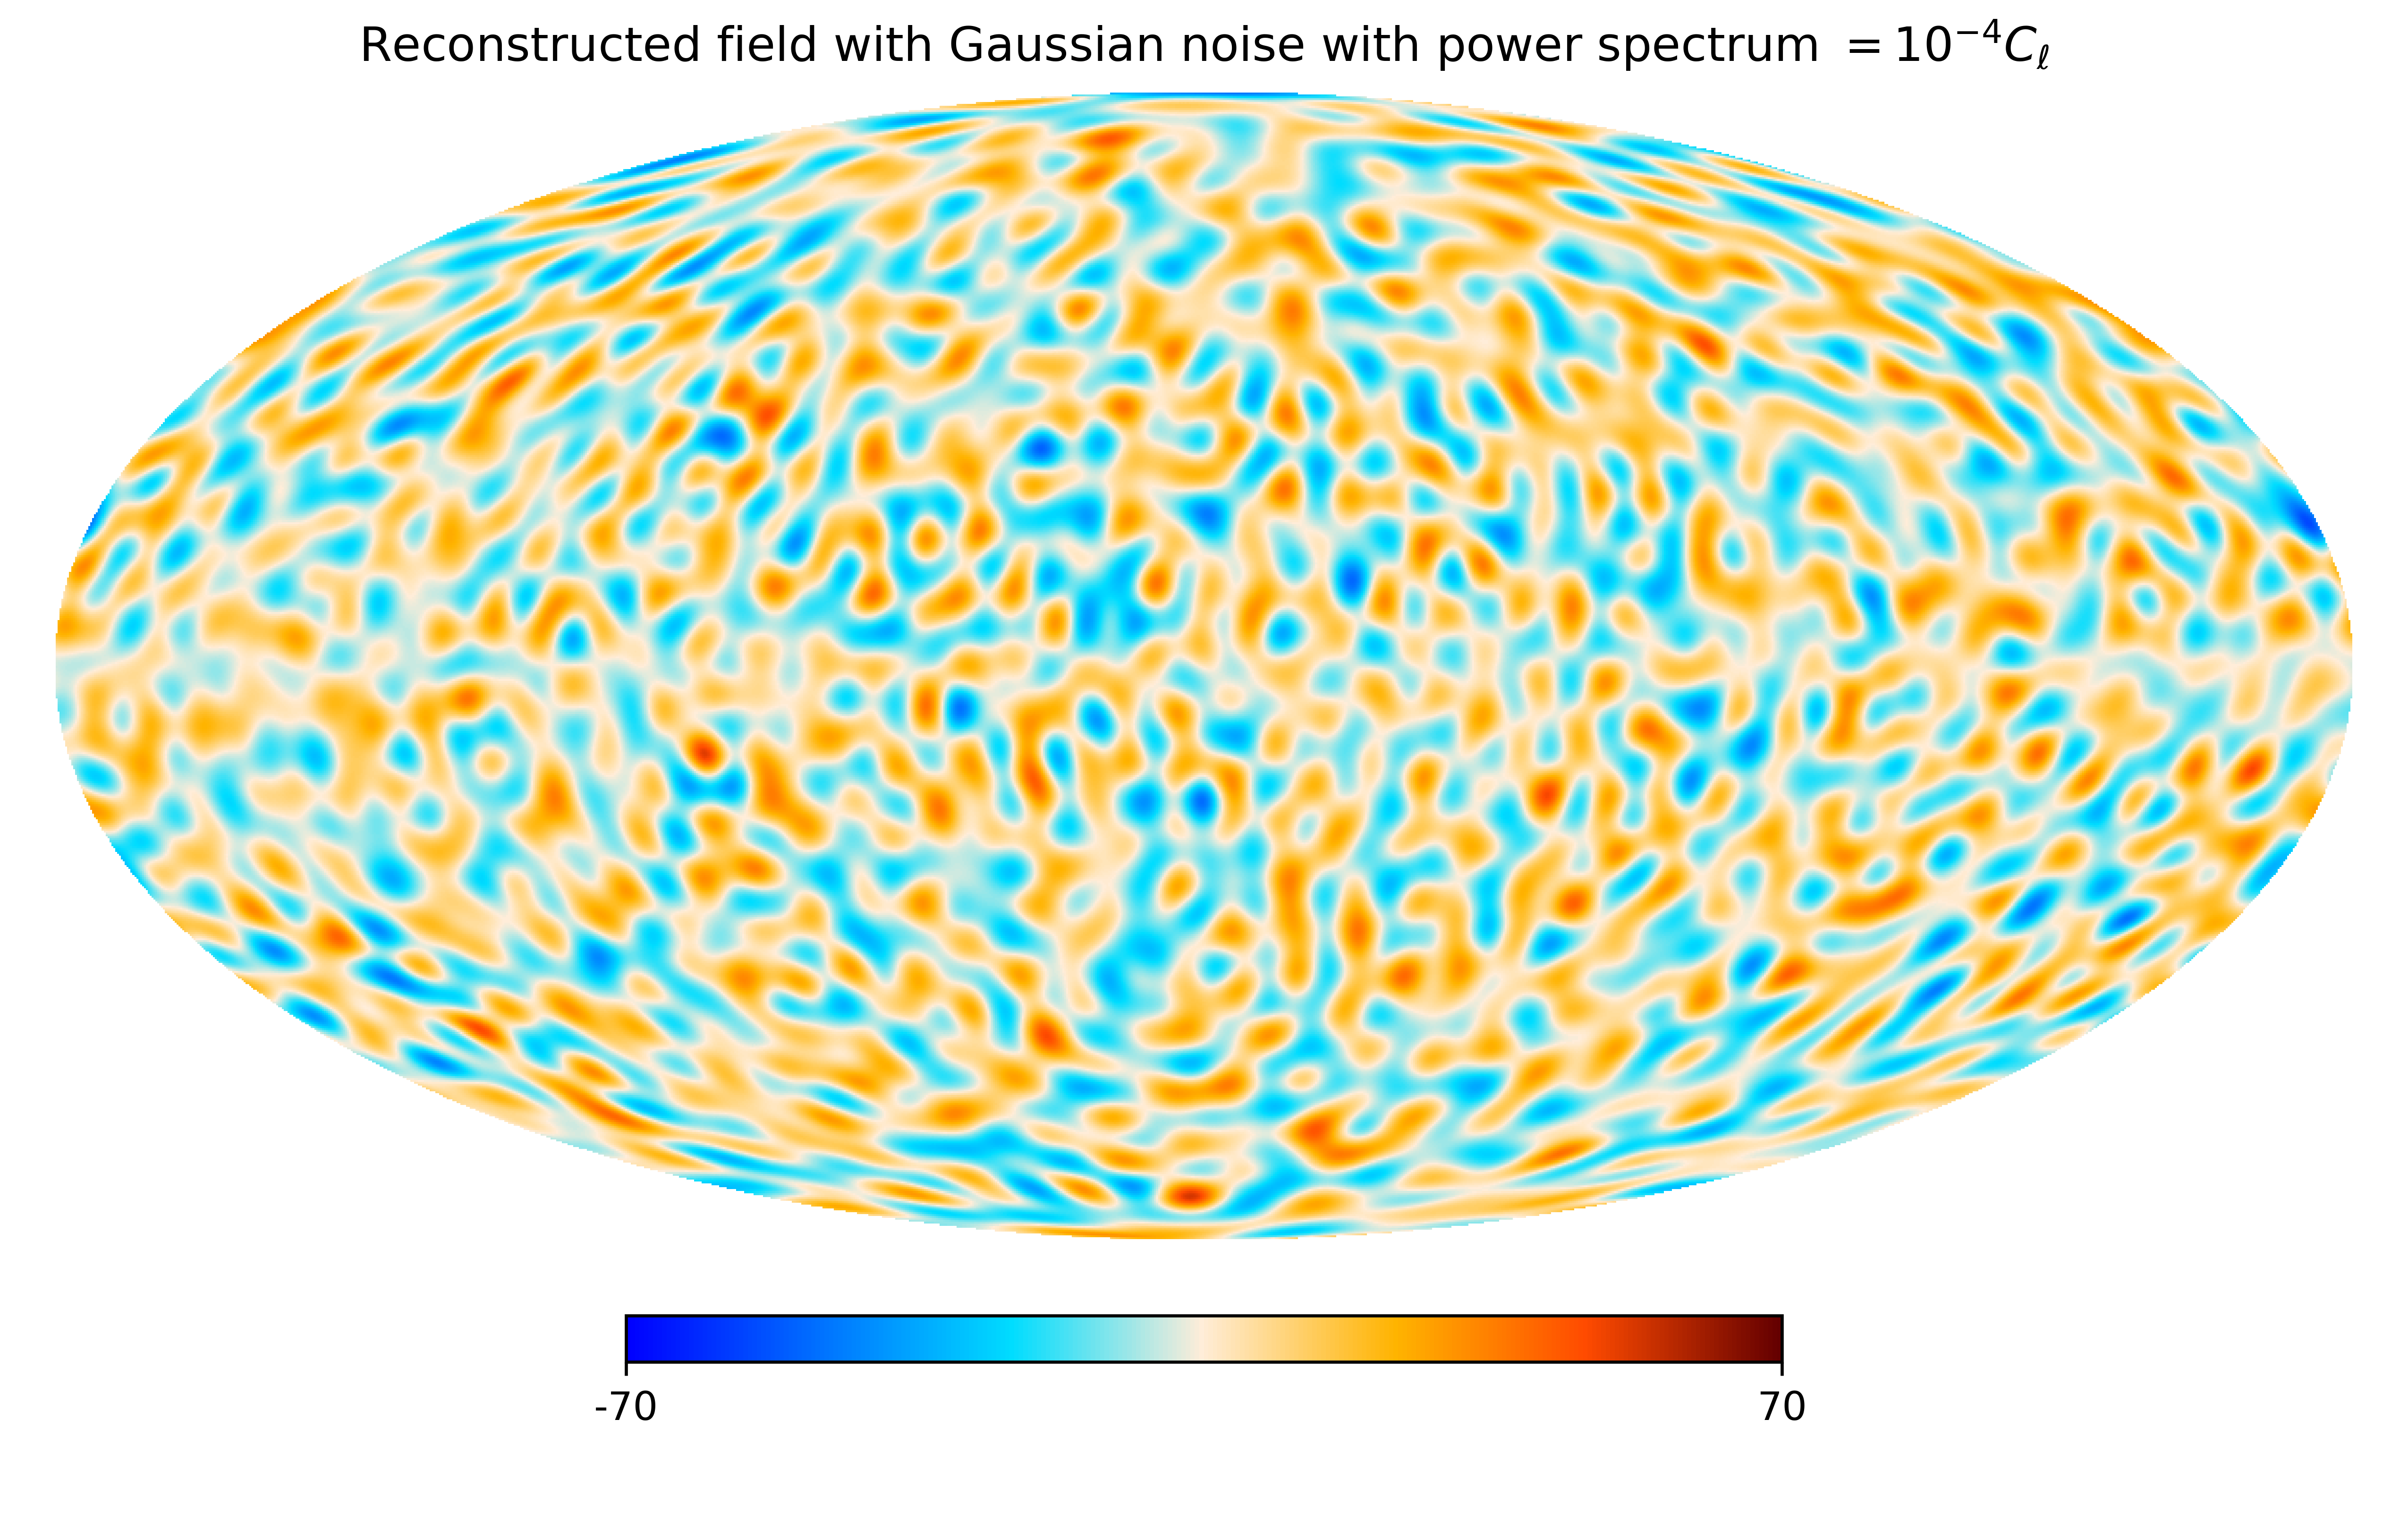 Reconstructed field with Gaussian noise with power spectrum $= 10^{-4}C_\ell$
-70 70